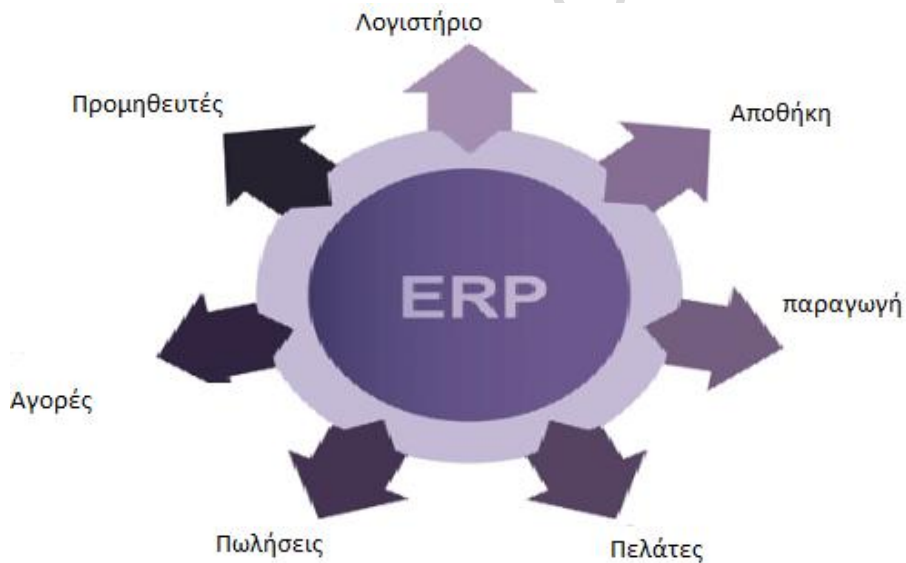 Λογιστήριο
Προμηθευτές
Αποθήκη
ERP
παραγωγή
Αγορές
Πωλήσεις
Πελάτες